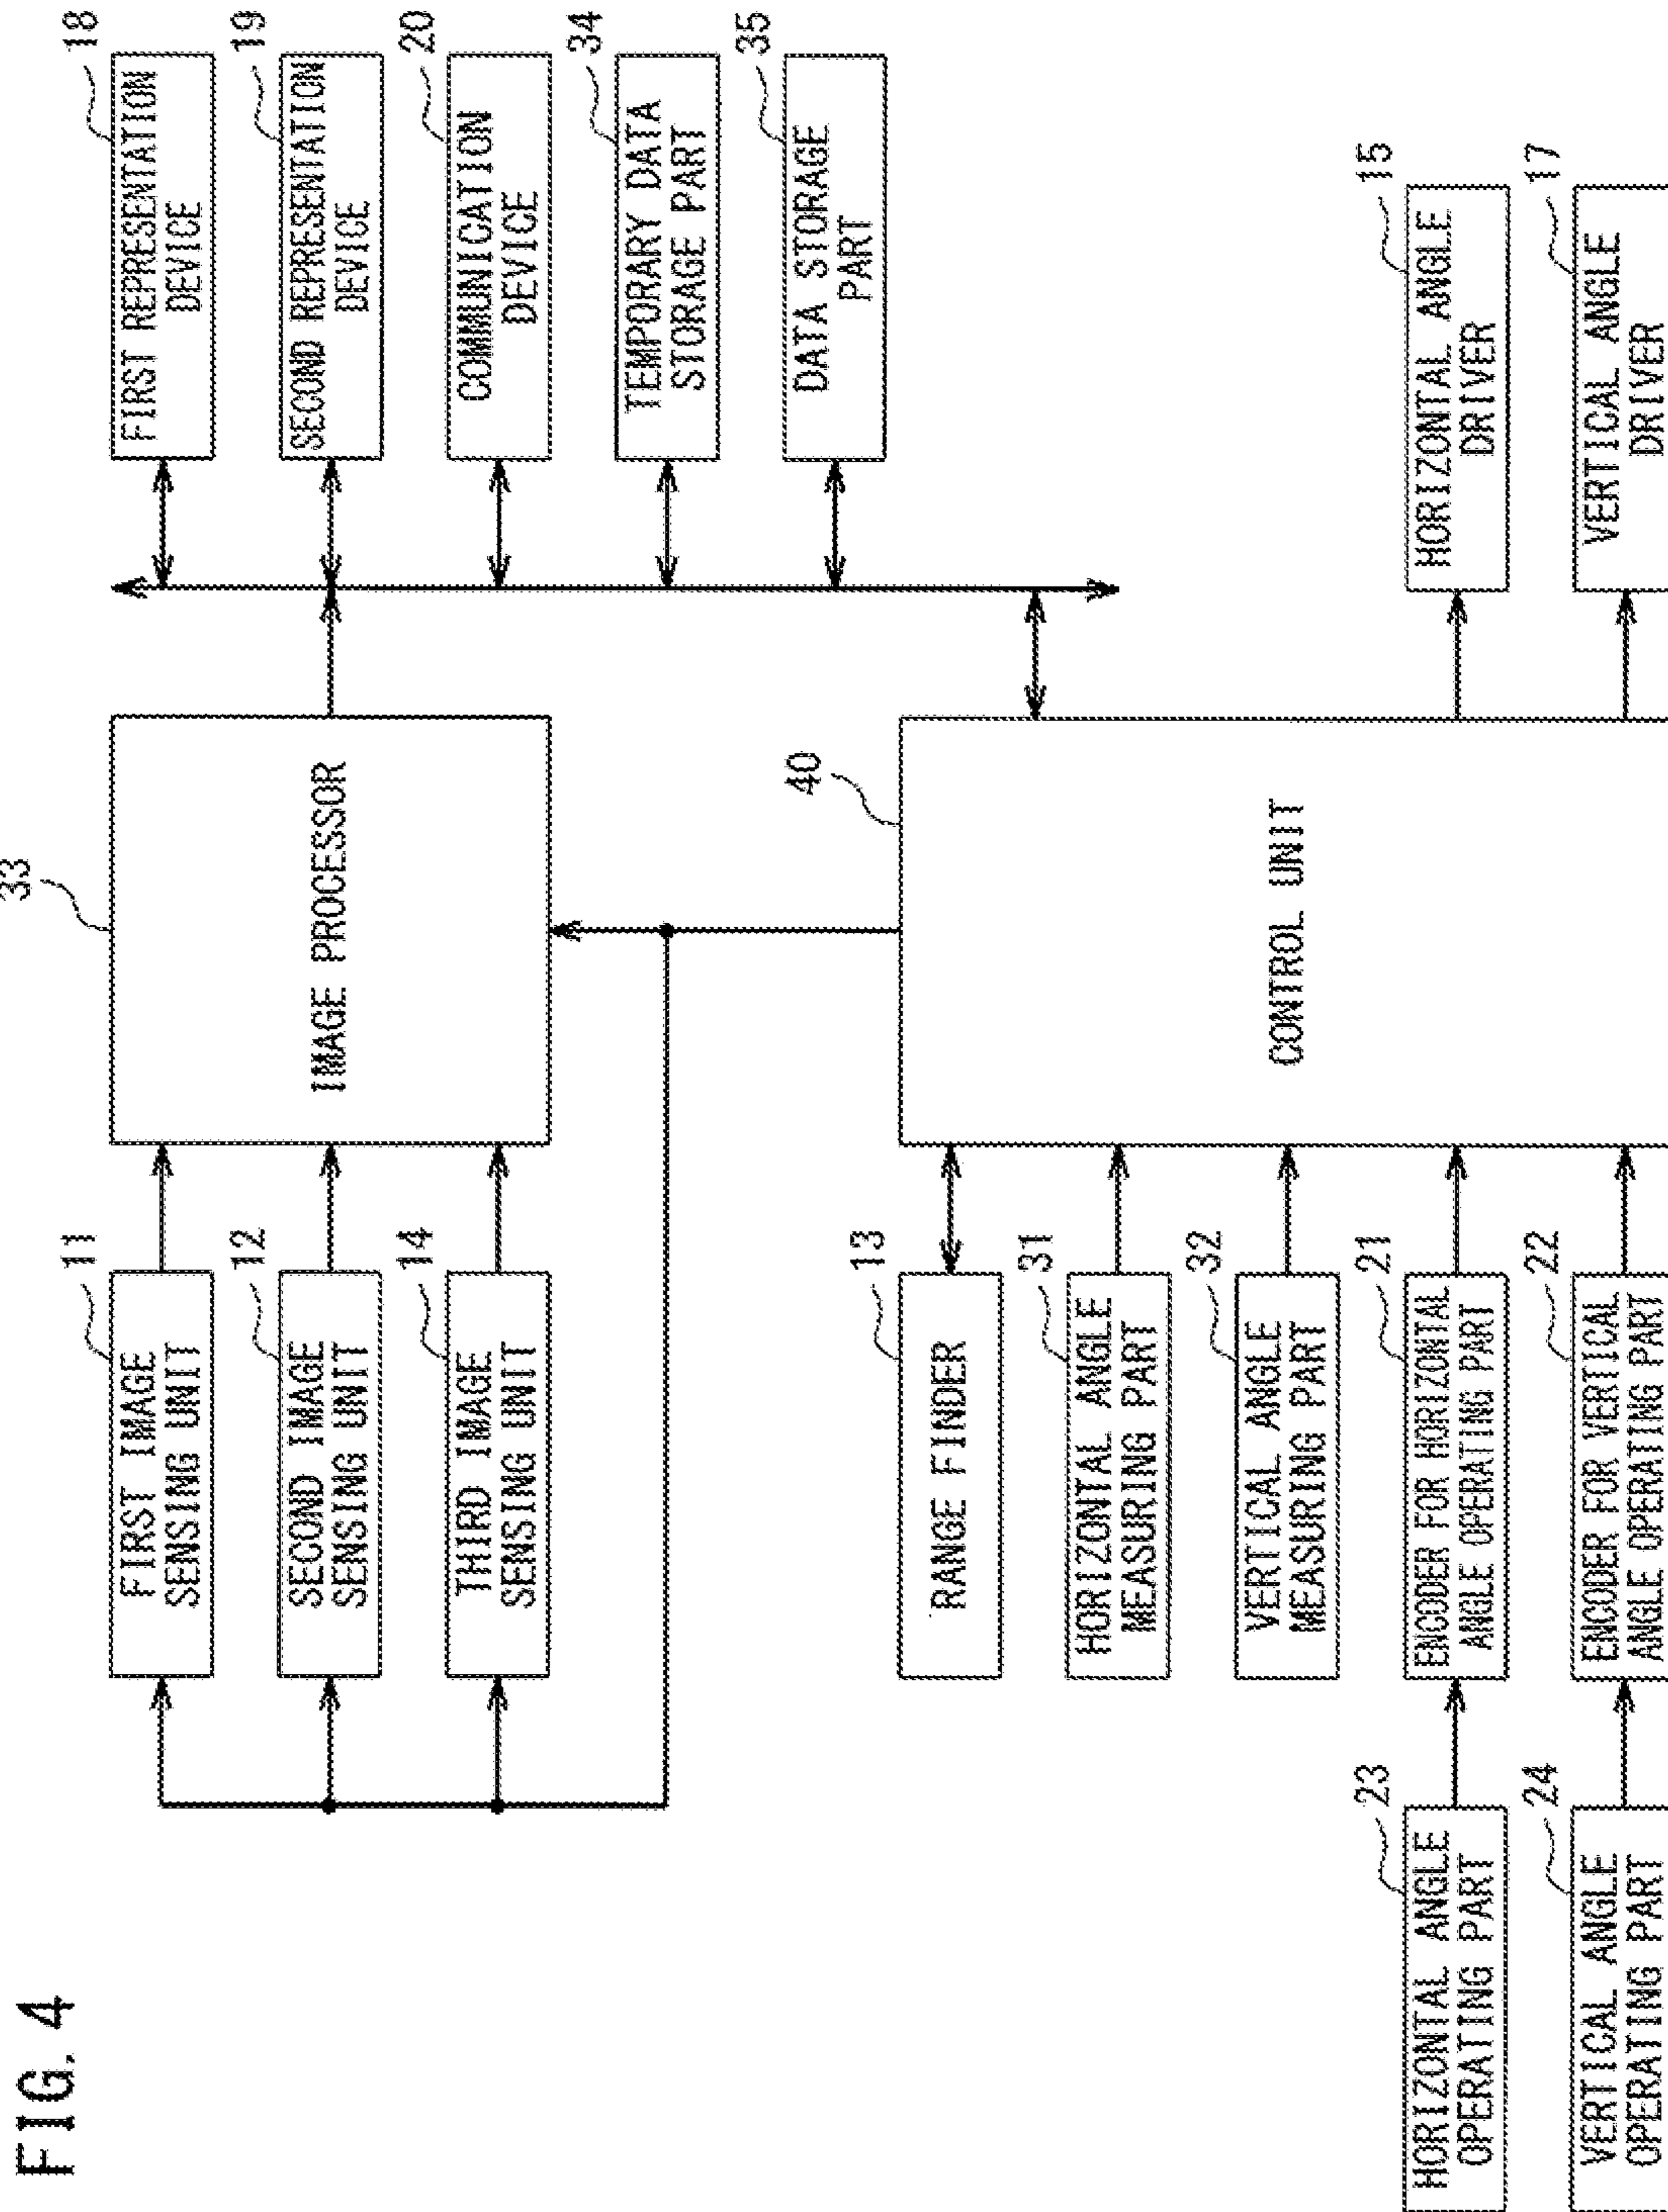 FIG. 4
11
FIRST IMAGE
SENSING UNIT
12
SECOND IMAGE
SENSING UNIT
14
THIRD IMAGE
SENSING UNIT
33
IMAGE PROCESSOR
18
FIRST REPRESENTATION
DEVICE
19
SECOND REPRESENTATION
DEVICE
20
COMMUNICATION
DEVICE
34
TEMPORARY DATA
STORAGE PART
35
DATA STORAGE
PART
13
RANGE FINDER
31
HORIZONTAL ANGLE
MEASURING PART
32
VERTICAL ANGLE
MEASURING PART
23
HORIZONTAL ANGLE
OPERATING PART
21
ENCODER FOR HORIZONTAL
ANGLE OPERATING PART
24
VERTICAL ANGLE
OPERATING PART
22
ENCODER FOR VERTICAL
ANGLE OPERATING PART
40
CONTROL UNIT
15
HORIZONTAL ANGLE
DRIVER
17
VERTICAL ANGLE
DRIVER